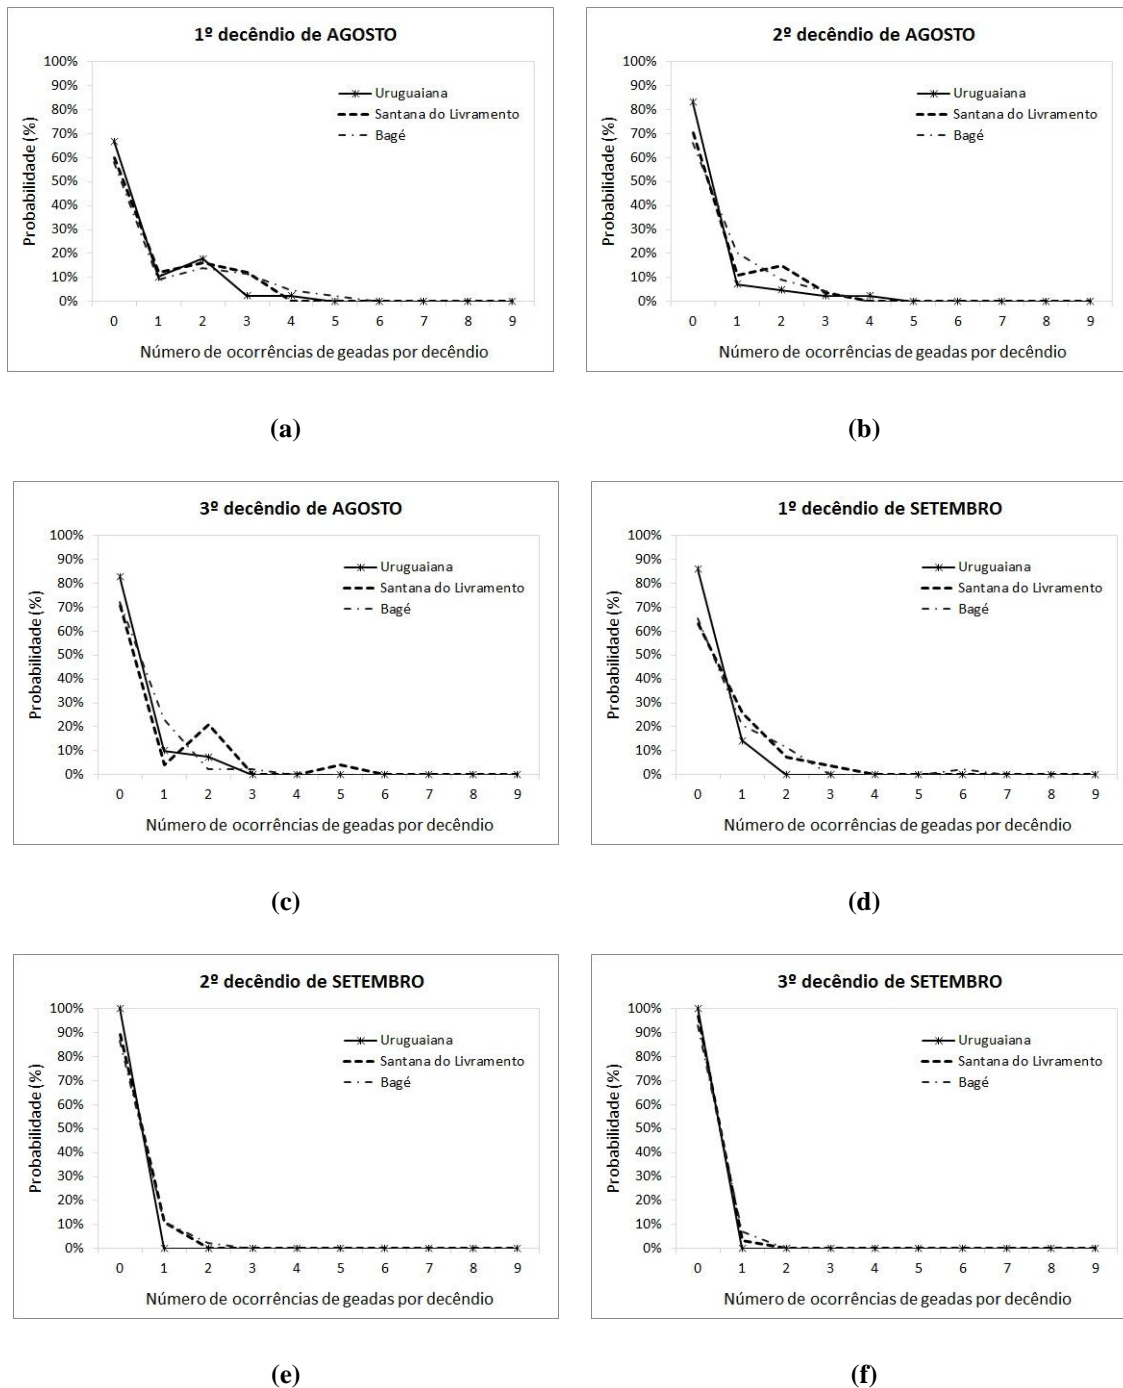 1º decêndio de AGOSTO
100%
90%
80%
70%
60%
50%
40%
30%
20%
10%
0%
Probabilidade (%)
Uruguaiana
Santana do Livramento
Bagé
0 1 2 3 4 5 6 7 8 9
Número de ocorrências de geadas por decêndio
(a)
2º decêndio de AGOSTO
100%
90%
80%
70%
60%
50%
40%
30%
20%
10%
0%
Probabilidade (%)
Uruguaiana
Santana do Livramento
Bagé
0 1 2 3 4 5 6 7 8 9
Número de ocorrências de geadas por decêndio
(b)
3º decêndio de AGOSTO
100%
90%
80%
70%
60%
50%
40%
30%
20%
10%
0%
Probabilidade (%)
Uruguaiana
Santana do Livramento
Bagé
0 1 2 3 4 5 6 7 8 9
Número de ocorrências de geadas por decêndio
(c)
1º decêndio de SETEMBRO
100%
90%
80%
70%
60%
50%
40%
30%
20%
10%
0%
Probabilidade (%)
Uruguaiana
Santana do Livramento
Bagé
0 1 2 3 4 5 6 7 8 9
Número de ocorrências de geadas por decêndio
(d)
2º decêndio de SETEMBRO
100%
90%
80%
70%
60%
50%
40%
30%
20%
10%
0%
Probabilidade (%)
Uruguaiana
Santana do Livramento
Bagé
0 1 2 3 4 5 6 7 8 9
Número de ocorrências de geadas por decêndio
(e)
3º decêndio de SETEMBRO
100%
90%
80%
70%
60%
50%
40%
30%
20%
10%
0%
Probabilidade (%)
Uruguaiana
Santana do Livramento
Bagé
0 1 2 3 4 5 6 7 8 9
Número de ocorrências de geadas por decêndio
(f)